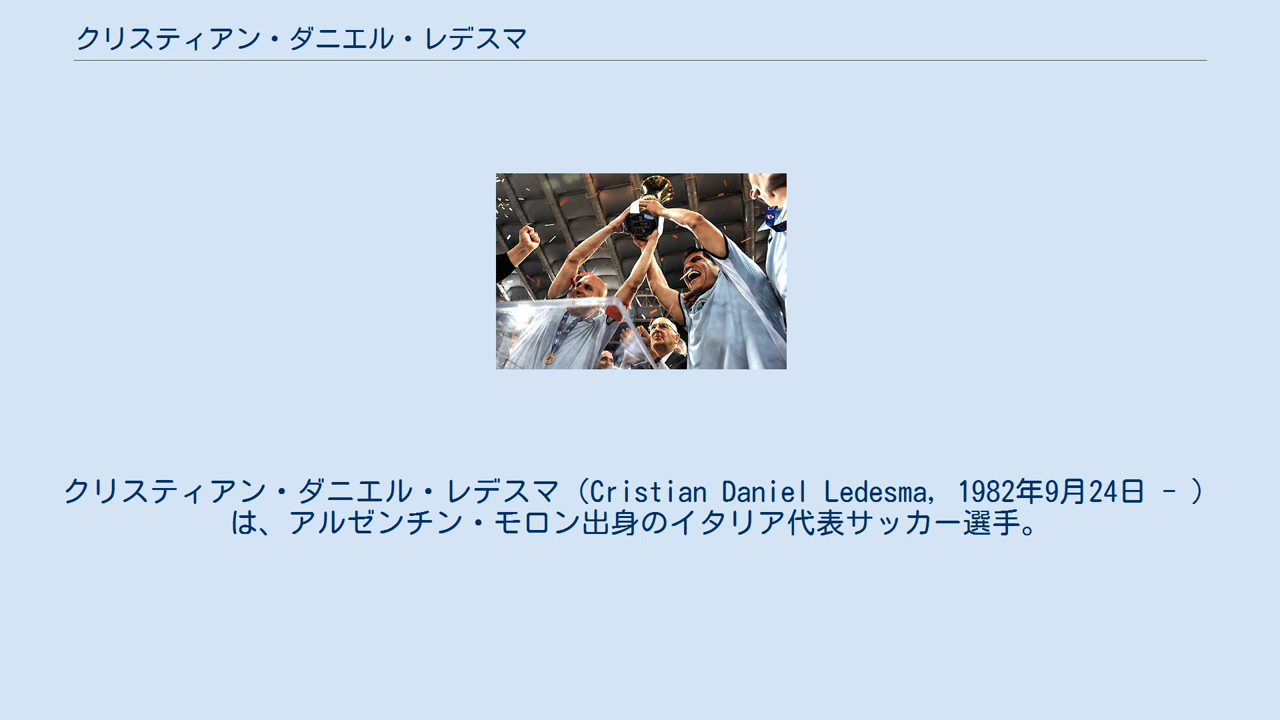 クリスティアン・ダニエル・レデスマ
クリスティアン・ダニエル・レデスマ（Cristian Daniel Ledesma, 1982年9月24日 - ）
は、アルゼンチン・モロン出身のイタリア代表サッカー選手。